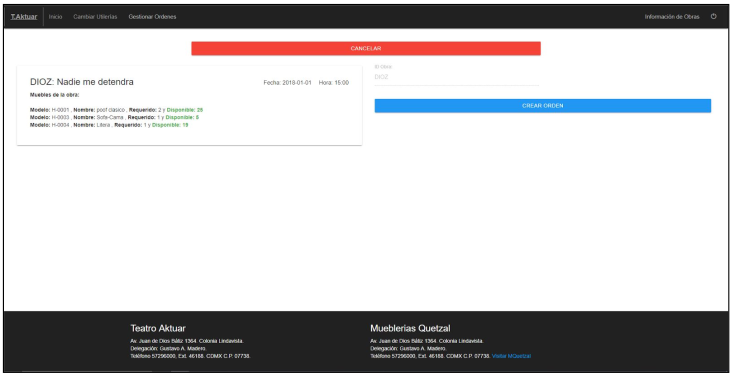 T.Aktuar Inicio Cambiar Utilerías Gestionar Ordenes Información de Obras
CANCELAR
DIOZ: Nadie me detendra Fecha: 2018-01-01 Hora: 15:00
Muebles de la obra:
Modelo: H-0001 , Nombre: poof clásico , Requerido: 2 y Disponible: 25
Modelo: H-0003 , Nombre: Sofa-Cama , Requerido: 1 y Disponible: 5
Modelo: H-0004 , Nombre: Litera , Requerido: 1 y Disponible: 19
ID Obra
DIOZ
CREAR ORDEN
Teatro Aktuar
Av. Juan de Dios Bátiz 1364. Colonia Lindavista.
Delegación: Gustavo A. Madero.
Teléfono 57296000, Ext. 46188. CDMX C.P. 07738.
Mueblerias Quetzal
Av. Juan de Dios Bátiz 1364. Colonia Lindavista.
Delegación: Gustavo A. Madero.
Teléfono 57296000, Ext. 46188. CDMX C.P. 07738. Visitar MQuetzal